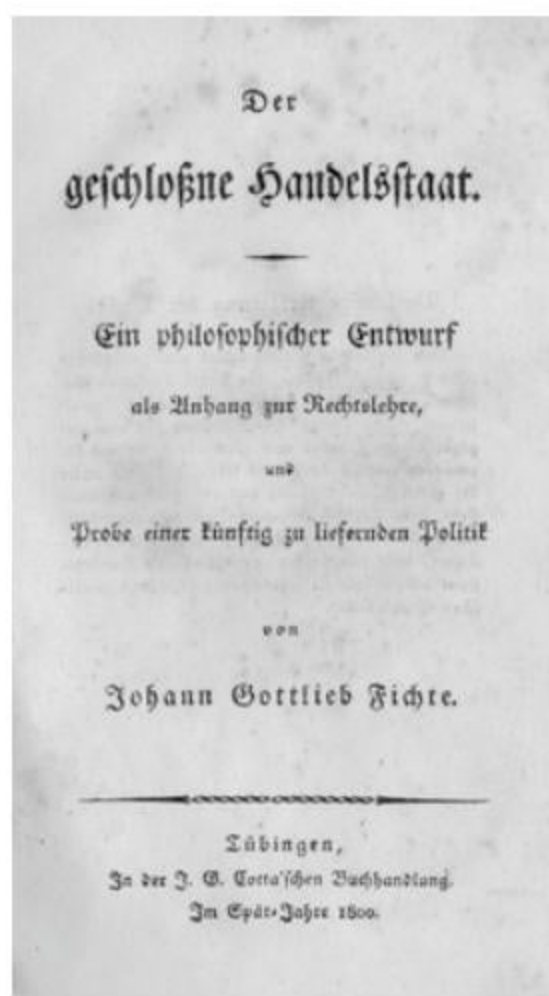 Der
geschloßne Handelsstaat.
Ein philosophischer Entwurf
als Anhang zur Rechtslehre,
und
Probe einer künftig zu liefernden Politik
von
Johann Gottlieb Fichte.
Tübingen,
In der J. G. Cotta'schen Buchhandlung.
Im Spät-Jahre 1800.